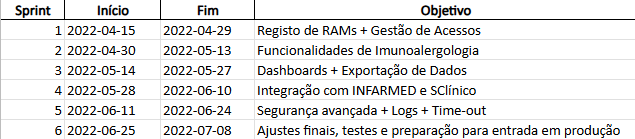 Sprint Início Fim Objetivo
1 2022-04-15 2022-04-29 Registo de RAMs + Gestão de Acessos
2 2022-04-30 2022-05-13 Funcionalidades de Imunoalergologia
3 2022-05-14 2022-05-27 Dashboards + Exportação de Dados
4 2022-05-28 2022-06-10 Integração com INFARMED e SClínico
5 2022-06-11 2022-06-24 Segurança avançada + Logs + Time-out
6 2022-06-25 2022-07-08 Ajustes finais, testes e preparação para entrada em produção